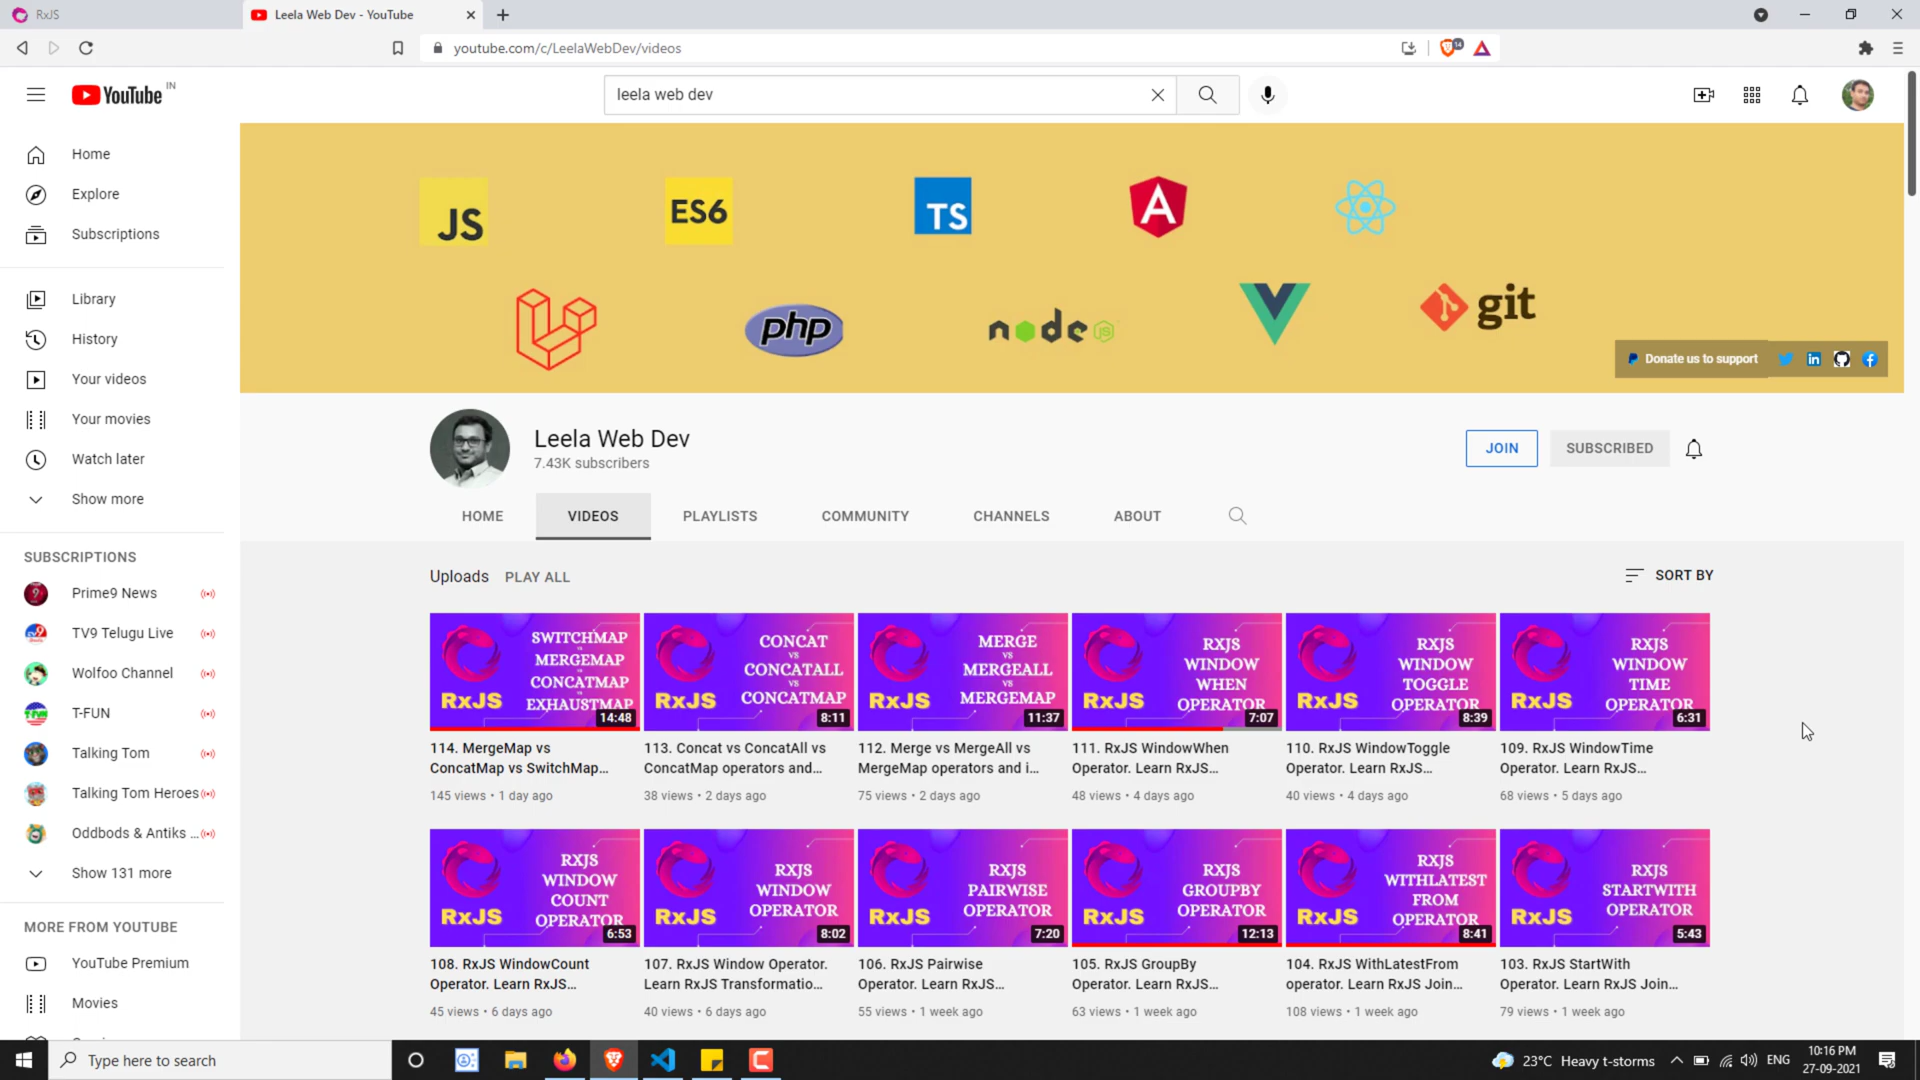 RxJS
Leela Web Dev - YouTube
youtube.com/c/LeelaWebDev/videos
14
YouTube IN
leela web dev
Home
Explore
Subscriptions
Library
History
Your videos
Your movies
Watch later
Show more
SUBSCRIPTIONS
Prime9 News
TV9 Telugu Live
Wolfoo Channel
T-FUN
Talking Tom
Talking Tom Heroes
Oddbods & Antiks ...
Show 131 more
MORE FROM YOUTUBE
YouTube Premium
Movies
JS
ES6
TS
A
php
node JS
git
Donate us to support
Leela Web Dev
7.43K subscribers
JOIN
SUBSCRIBED
HOME
VIDEOS
PLAYLISTS
COMMUNITY
CHANNELS
ABOUT
Uploads
PLAY ALL
SORT BY
RxJS
SWITCHMAP
vs
MERGEMAP
vs
CONCATMAP
vs
EXHAUSTMAP
14:48
114. MergeMap vs
ConcatMap vs SwitchMap...
145 views • 1 day ago
RxJS
CONCAT
vs
CONCATALL
vs
CONCATMAP
8:11
113. Concat vs ConcatAll vs
ConcatMap operators and...
38 views • 2 days ago
RxJS
MERGE
vs
MERGEALL
vs
MERGEMAP
11:37
112. Merge vs MergeAll vs
MergeMap operators and i...
75 views • 2 days ago
RxJS
RXJS
WINDOW
WHEN
OPERATOR
7:07
111. RxJS WindowWhen
Operator. Learn RxJS...
48 views • 4 days ago
RxJS
RXJS
WINDOW
TOGGLE
OPERATOR
8:39
110. RxJS WindowToggle
Operator. Learn RxJS...
40 views • 4 days ago
RxJS
RXJS
WINDOW
TIME
OPERATOR
6:31
109. RxJS WindowTime
Operator. Learn RxJS...
68 views • 5 days ago
RxJS
RXJS
WINDOW
COUNT
OPERATOR
6:53
108. RxJS WindowCount
Operator. Learn RxJS...
45 views • 6 days ago
RxJS
RXJS
WINDOW
OPERATOR
8:02
107. RxJS Window Operator.
Learn RxJS Transformatio...
40 views • 6 days ago
RxJS
RXJS
PAIRWISE
OPERATOR
7:20
106. RxJS Pairwise
Operator. Learn RxJS...
55 views • 1 week ago
RxJS
RXJS
GROUPBY
OPERATOR
12:13
105. RxJS GroupBy
Operator. Learn RxJS...
63 views • 1 week ago
RxJS
RXJS
WITHLATEST
FROM
OPERATOR
8:41
104. RxJS WithLatestFrom
operator. Learn RxJS Join...
108 views • 1 week ago
RxJS
RXJS
STARTWITH
OPERATOR
5:43
103. RxJS StartWith
Operator. Learn RxJS Join...
79 views • 1 week ago
Type here to search
23°C Heavy t-storms
ENG
10:16 PM
27-09-2021